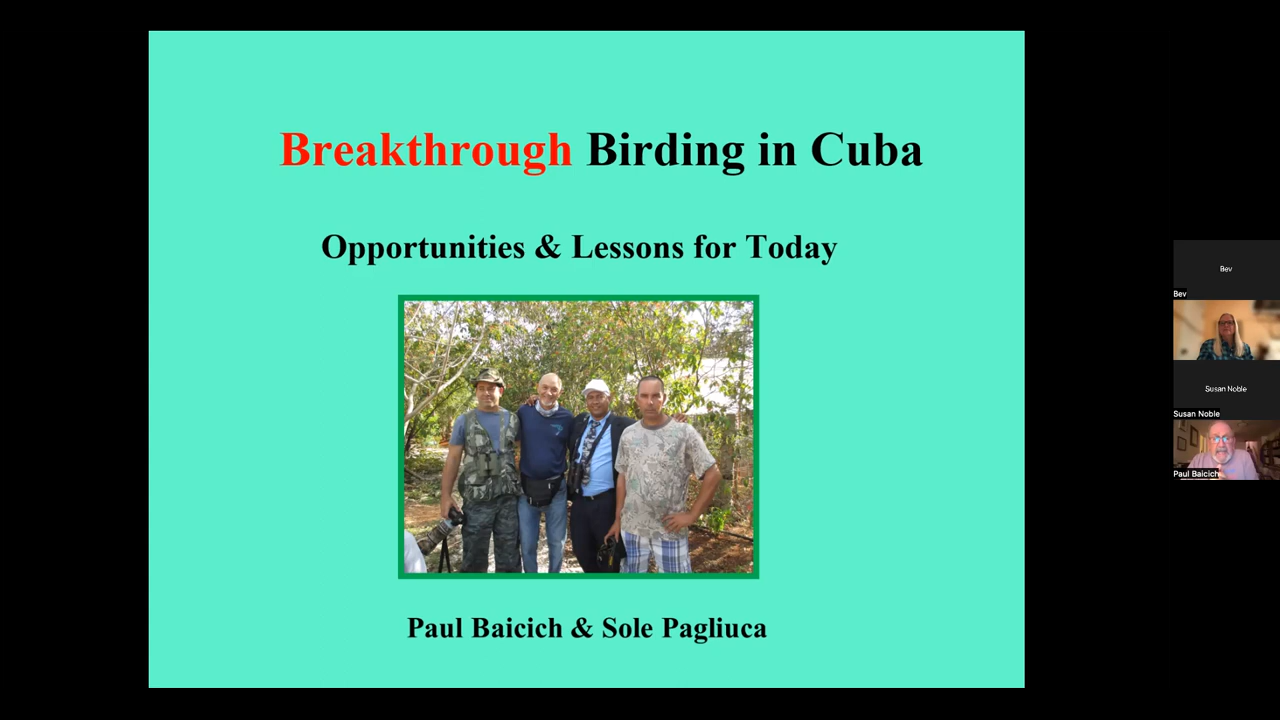 Breakthrough Birding in Cuba
Opportunities & Lessons for Today
Paul Baicich & Sole Pagliuca
Bev
Bev
Susan Noble
Susan Noble
Paul Baicich